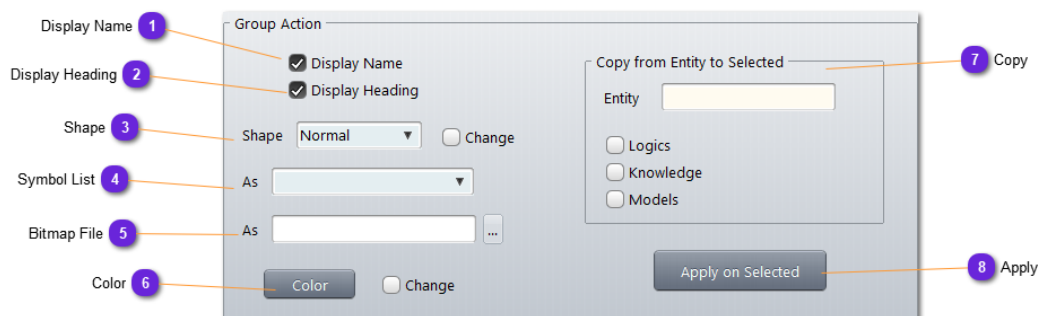 Display Name 1
Group Action
Display Name
Display Heading 2
Display Heading
Copy from Entity to Selected
7 Copy
Entity
Shape 3
Shape Normal Change
Logics
Knowledge
Models
Symbol List 4
As
Bitmap File 5
As ...
Color 6
Color Change
Apply on Selected
8 Apply